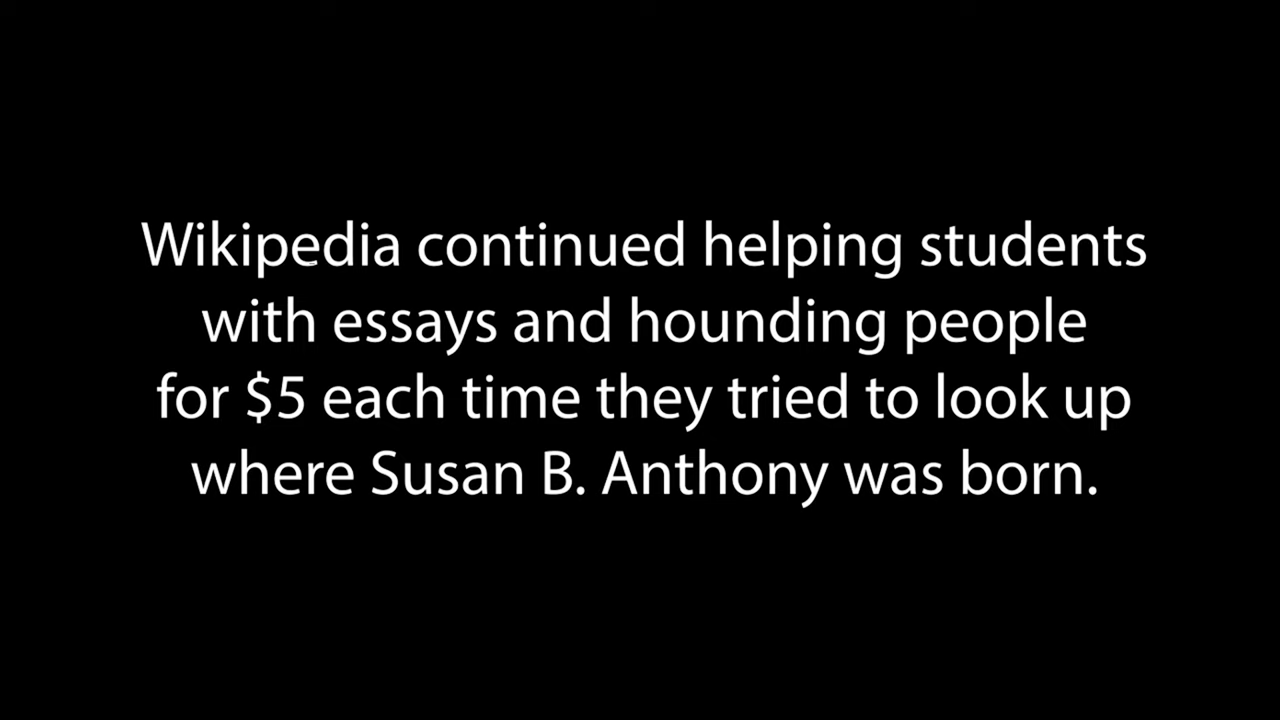 Wikipedia continued helping students
with essays and hounding people
for $5 each time they tried to look up
where Susan B. Anthony was born.